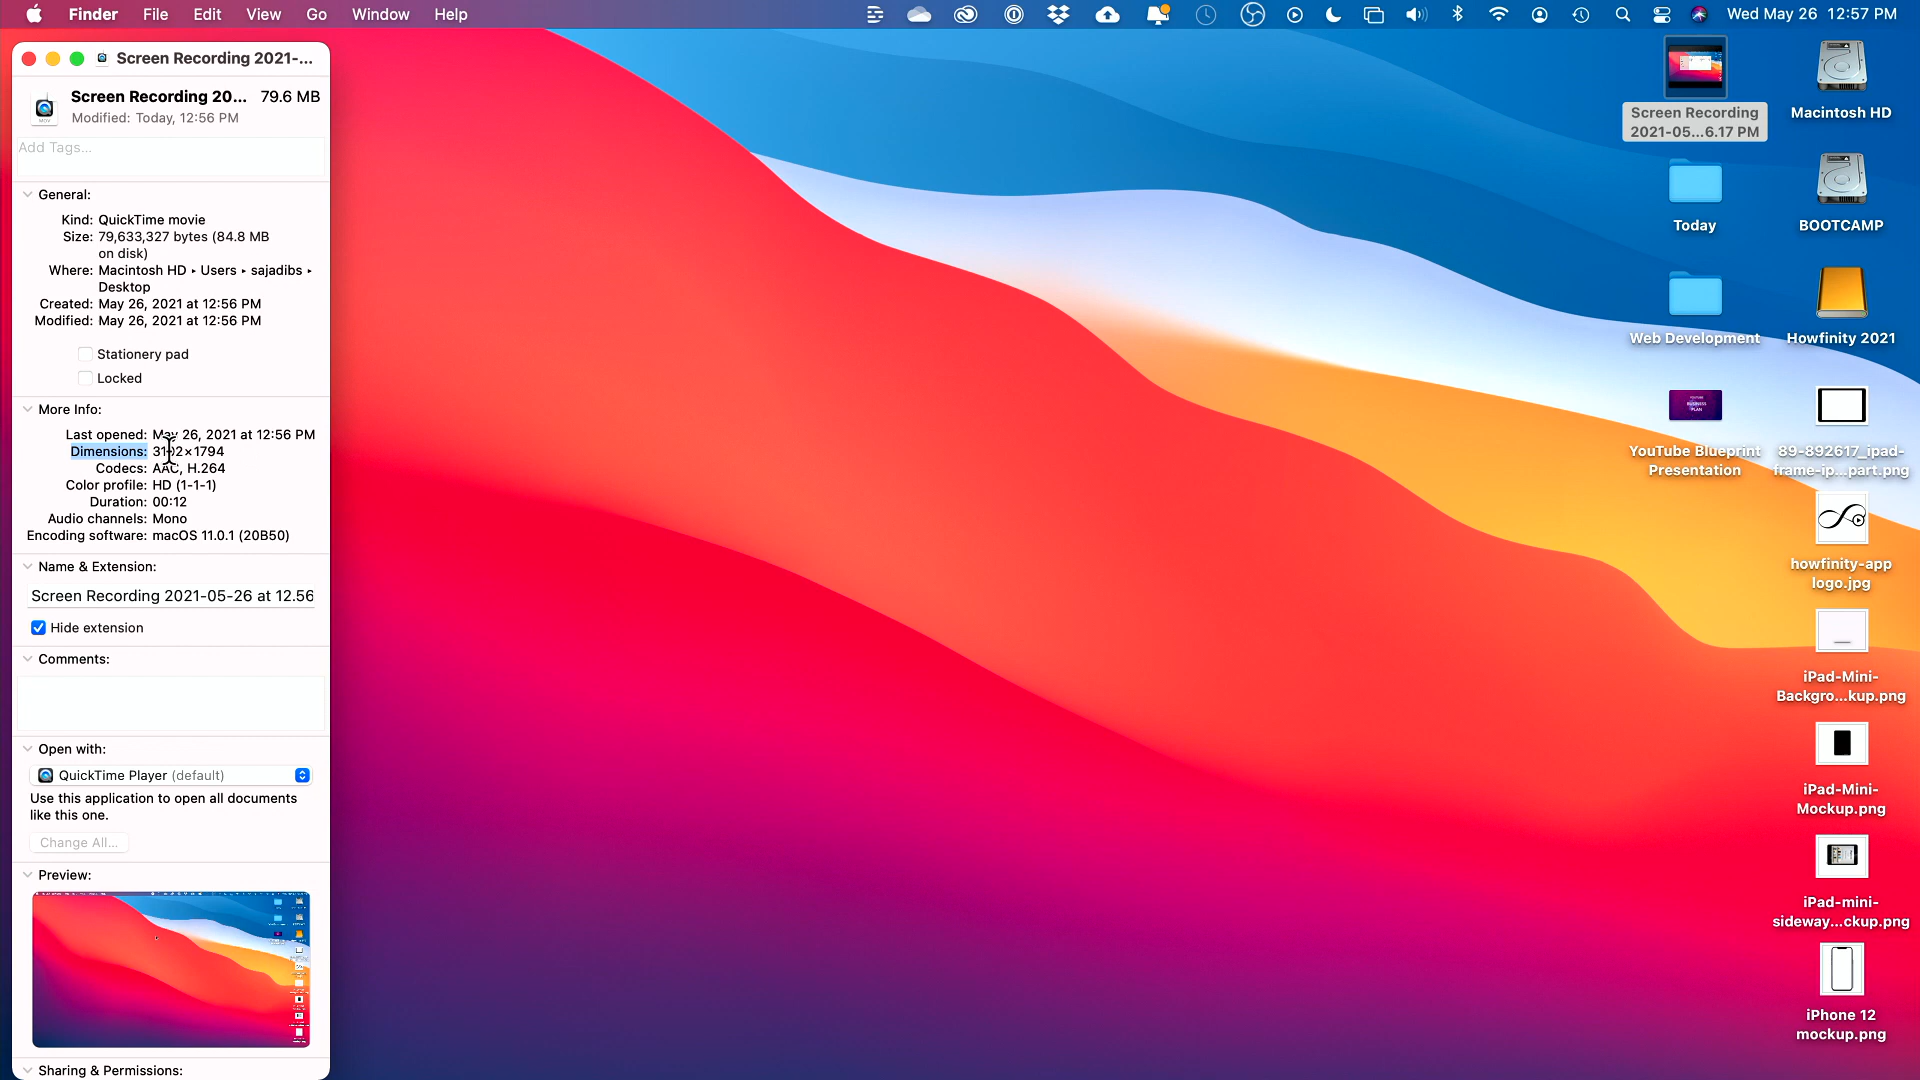 Finder File Edit View Go Window Help
Wed May 26 12:57 PM
Screen Recording 2021-...
Screen Recording 20... 79.6 MB
Modified: Today, 12:56 PM
Add Tags...
General:
Kind: QuickTime movie
Size: 79,633,327 bytes (84.8 MB
on disk)
Where: Macintosh HD ▸ Users ▸ sajadibs ▸
Desktop
Created: May 26, 2021 at 12:56 PM
Modified: May 26, 2021 at 12:56 PM
Stationery pad
Locked
More Info:
Last opened: May 26, 2021 at 12:56 PM
Dimensions:
Codecs: AAC, H.264
Color profile: HD (1-1-1)
Duration: 00:12
Audio channels: Mono
Encoding software: macOS 11.0.1 (20B50)
Name & Extension:
Screen Recording 2021-05-26 at 12.56
Hide extension
Comments:
Open with:
QuickTime Player (default)
Use this application to open all documents
like this one.
Change All...
Preview:
Sharing & Permissions:
Screen Recording
2021-05...6.17 PM
Macintosh HD
Today
BOOTCAMP
Web Development
Howfinity 2021
YouTube Blueprint
Presentation
89-892617_ipad-
frame-ip...part.png
howfinity-app
logo.jpg
iPad-Mini-
Backgro...kup.png
iPad-Mini-
Mockup.png
iPad-mini-
sideway...ckup.png
iPhone 12
mockup.png